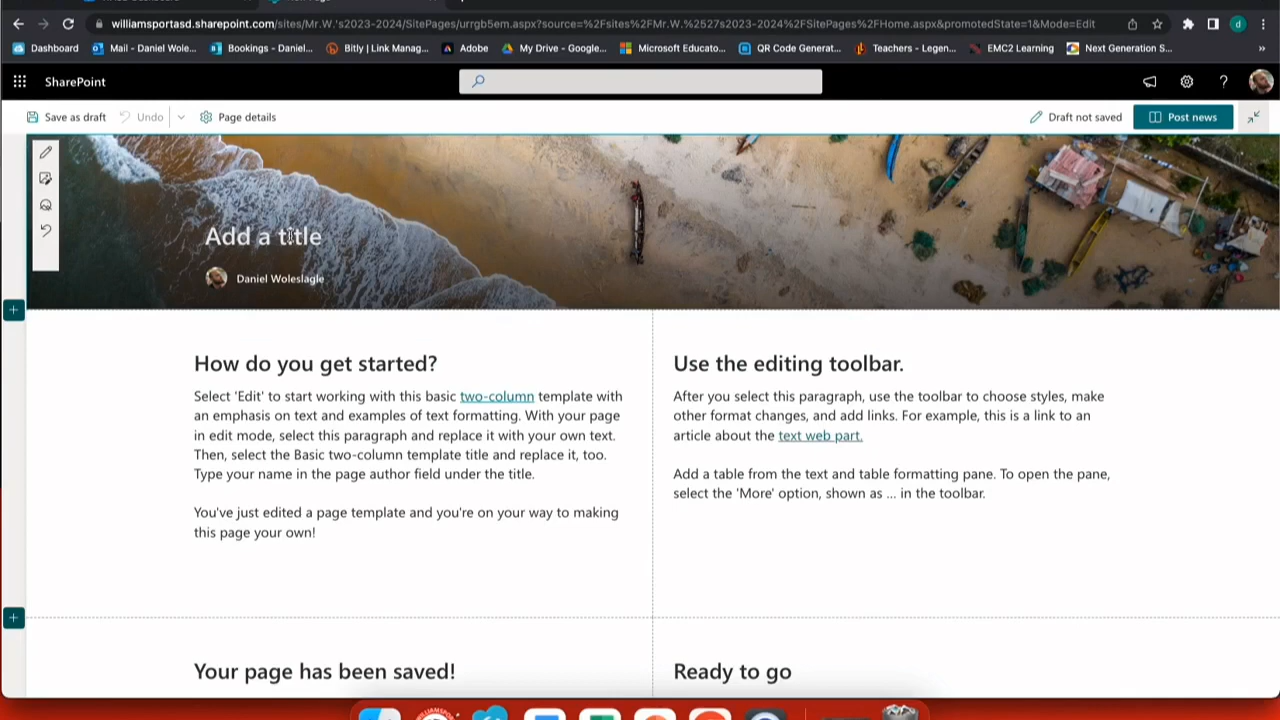 williamsportasd.sharepoint.com/sites/Mr.W.'s2023-2024/SitePages/urrgb5em.aspx?source=%2Fsites%2FMr.W.%2527s2023-2024%2FSitePages%2FHome.aspx&promotedState=1&Mode=Edit
d
Dashboard Mail - Daniel Wole... Bookings - Daniel... Bitly | Link Manag... Adobe My Drive - Google... Microsoft Educato... QR Code Generat... Teachers - Legen... EMC2 Learning Next Generation S... »
SharePoint
?
Save as draft Undo Page details Draft not saved Post news
Add a title
Daniel Woleslagle
How do you get started?
Select 'Edit' to start working with this basic two-column template with
an emphasis on text and examples of text formatting. With your page
in edit mode, select this paragraph and replace it with your own text.
Then, select the Basic two-column template title and replace it, too.
Type your name in the page author field under the title.
You've just edited a page template and you're on your way to making
this page your own!
Use the editing toolbar.
After you select this paragraph, use the toolbar to choose styles, make
other format changes, and add links. For example, this is a link to an
article about the text web part.
Add a table from the text and table formatting pane. To open the pane,
select the 'More' option, shown as ... in the toolbar.
Your page has been saved!
Ready to go